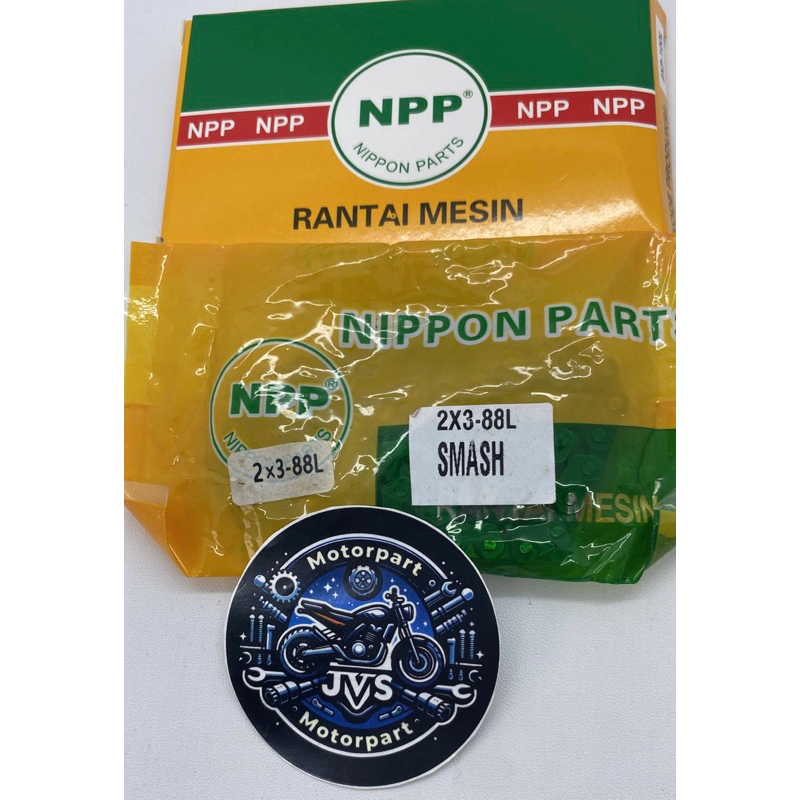 NPP NPP NPP® NPP NPP
NIPPON PARTS
RANTAI MESIN
NIPPON PARTS
NPP®
2X3-88L
SMASH
2x3-88L
RANTAI MESIN
Motorpart
JVS
Motorpart